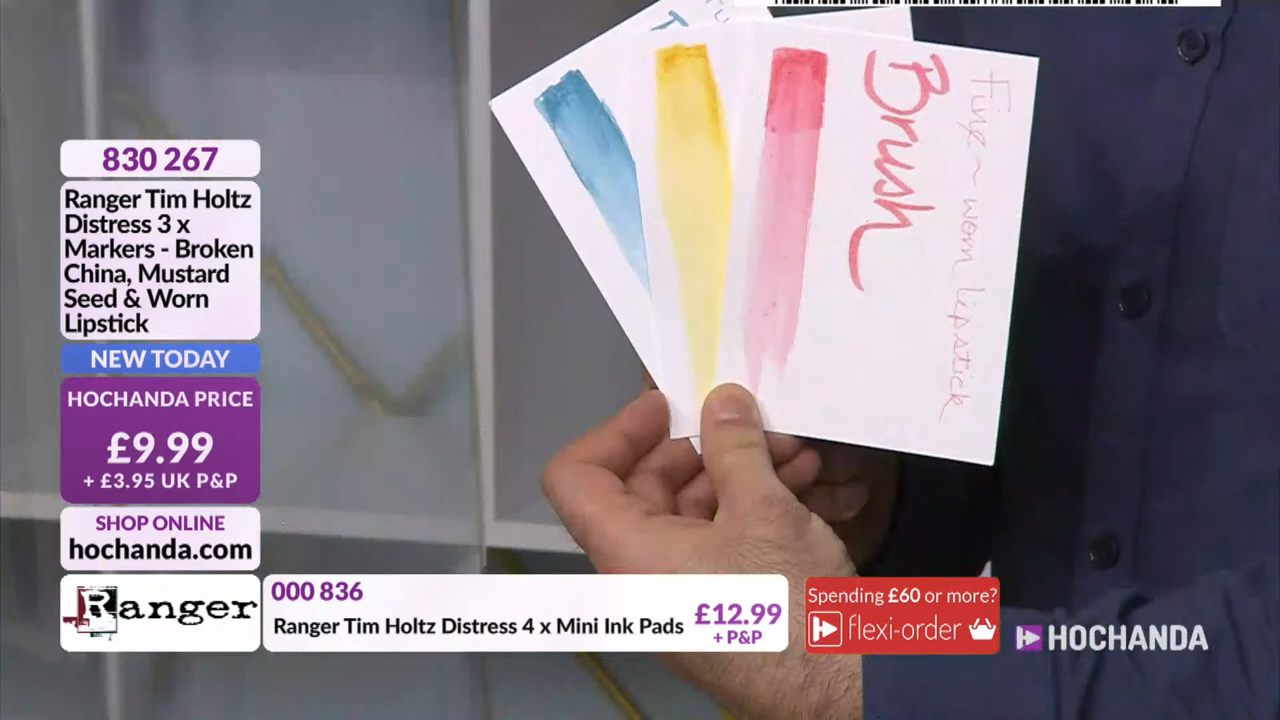 830 267
Ranger Tim Holtz
Distress 3 x
Markers - Broken
China, Mustard
Seed & Worn
Lipstick
NEW TODAY
HOCHANDA PRICE
£9.99
+ £3.95 UK P&P
SHOP ONLINE
hochanda.com
Ranger
000 836
Ranger Tim Holtz Distress 4 x Mini Ink Pads
£12.99
+ P&P
Spending £60 or more?
flexi-order
HOCHANDA
Brush
Fine ~ worn lipstick